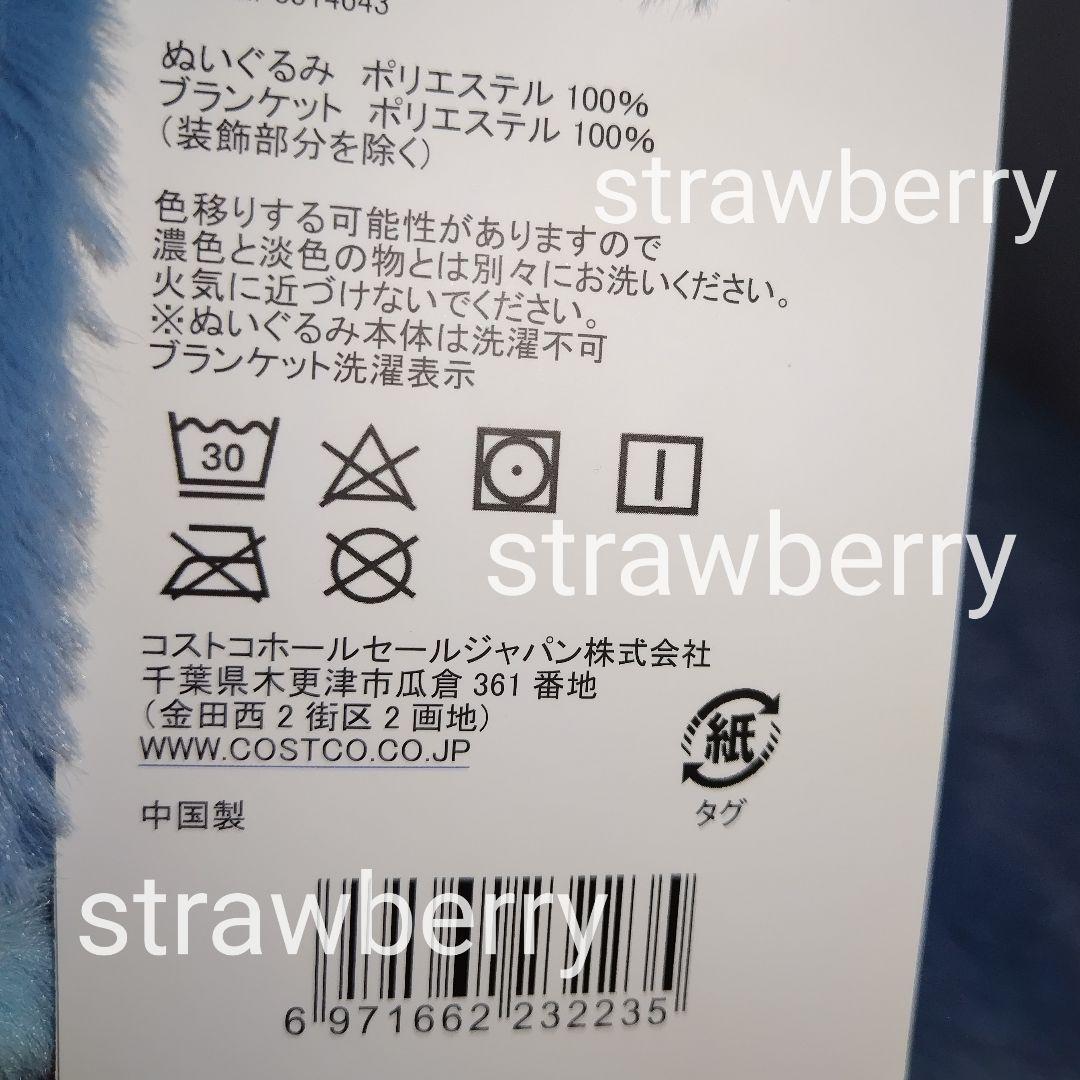 ぬいぐるみ ポリエステル 100%
ブランケット ポリエステル 100%
（装飾部分を除く）
strawberry
色移りする可能性がありますので
濃色と淡色の物とは別々にお洗いください。
火気に近づけないでください。
※ぬいぐるみ本体は洗濯不可
ブランケット洗濯表示
30
strawberry
コストコホールセールジャパン株式会社
千葉県木更津市瓜倉 361 番地
（金田西 2 街区 2 画地）
WWW.COSTCO.CO.JP
紙
タグ
中国製
strawberry
6 971662 232235